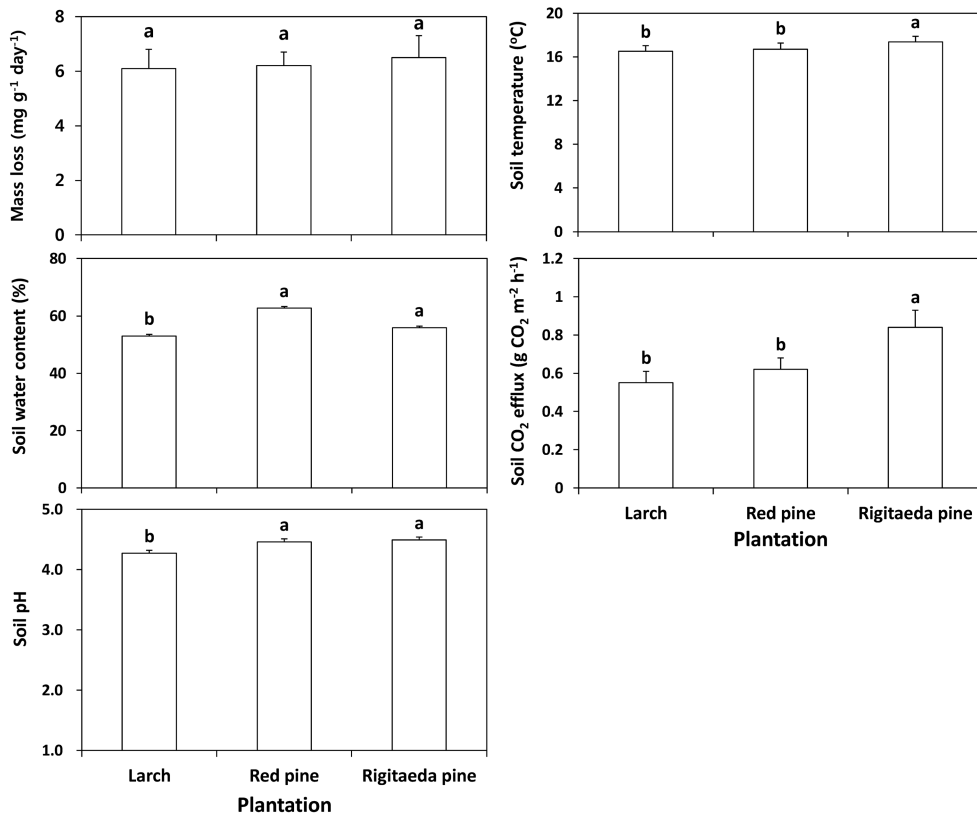 Mass loss (mg g⁻¹ day⁻¹)
8
6
4
2
0
a
a
a
Soil temperature (ºC)
20
16
12
8
4
0
b
b
a
Soil water content (%)
80
60
40
20
0
b
a
a
Soil CO₂ efflux (g CO₂ m⁻² h⁻¹)
1.2
1
0.8
0.6
0.4
0.2
0
b
b
a
Larch Red pine Rigitaeda pine
Plantation
Soil pH
5.0
4.0
3.0
2.0
1.0
b
a
a
Larch Red pine Rigitaeda pine
Plantation